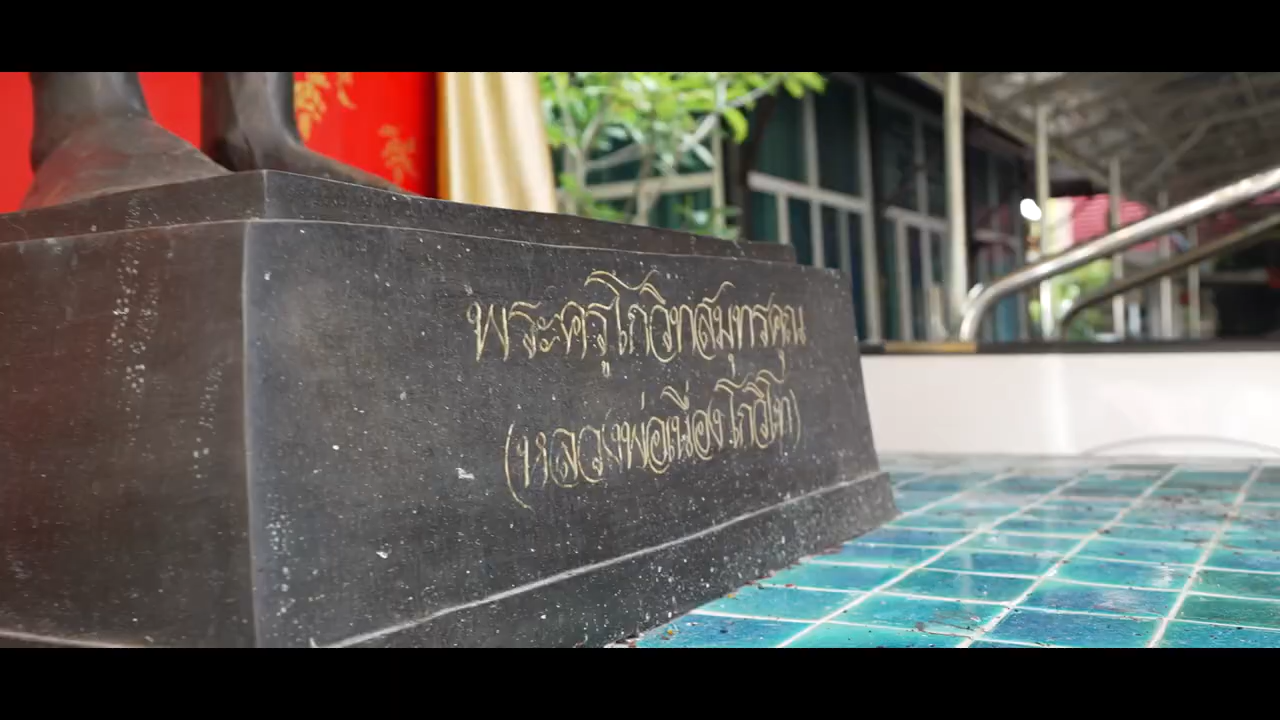 พระครูโกวิทสมุทรคุณ
(หลวงพ่อเนื่อง โกวิโท)